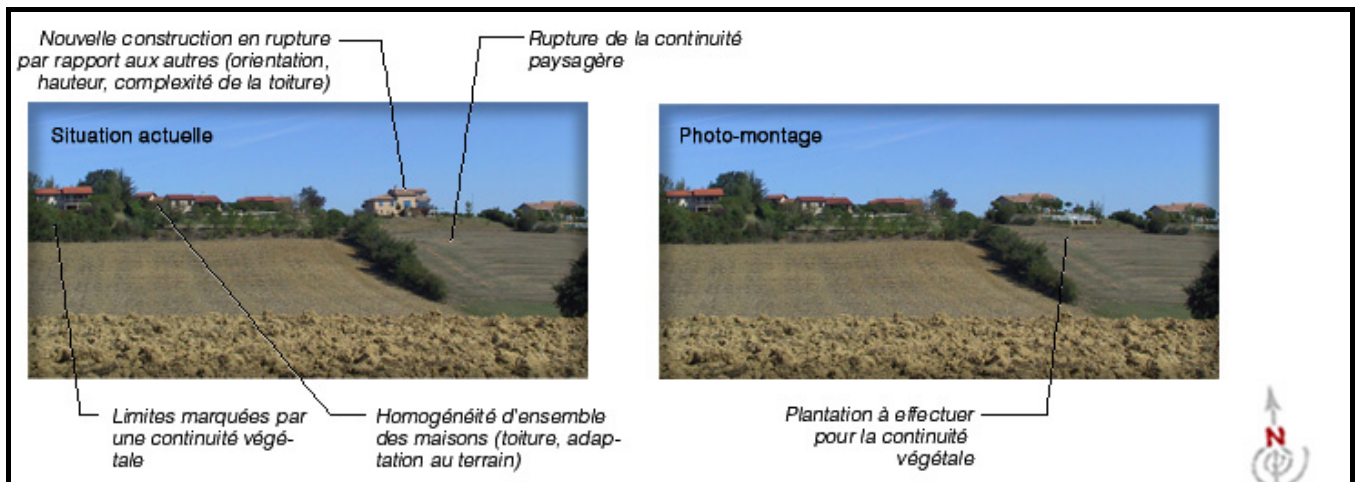 Nouvelle construction en rupture
par rapport aux autres (orientation,
hauteur, complexité de la toiture)
Rupture de la continuité
paysagère
Situation actuelle
Photo-montage
Limites marquées par
une continuité végé-
tale
Homogénéité d'ensemble
des maisons (toiture, adap-
tation au terrain)
Plantation à effectuer
pour la continuité
végétale
N